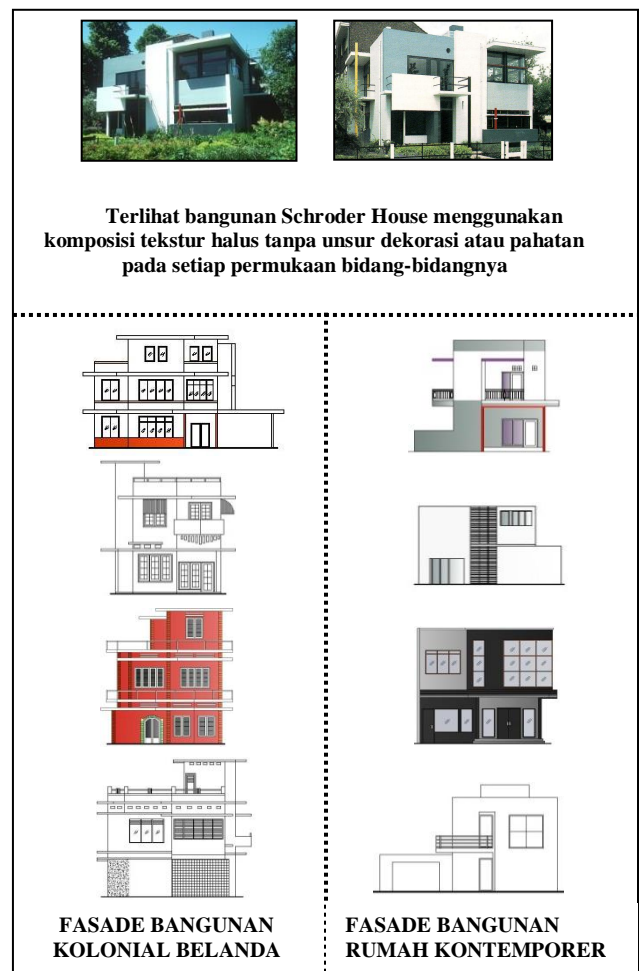 Terlihat bangunan Schroder House menggunakan
komposisi tekstur halus tanpa unsur dekorasi atau pahatan
pada setiap permukaan bidang-bidangnya
FASADE BANGUNAN
KOLONIAL BELANDA
FASADE BANGUNAN
RUMAH KONTEMPORER